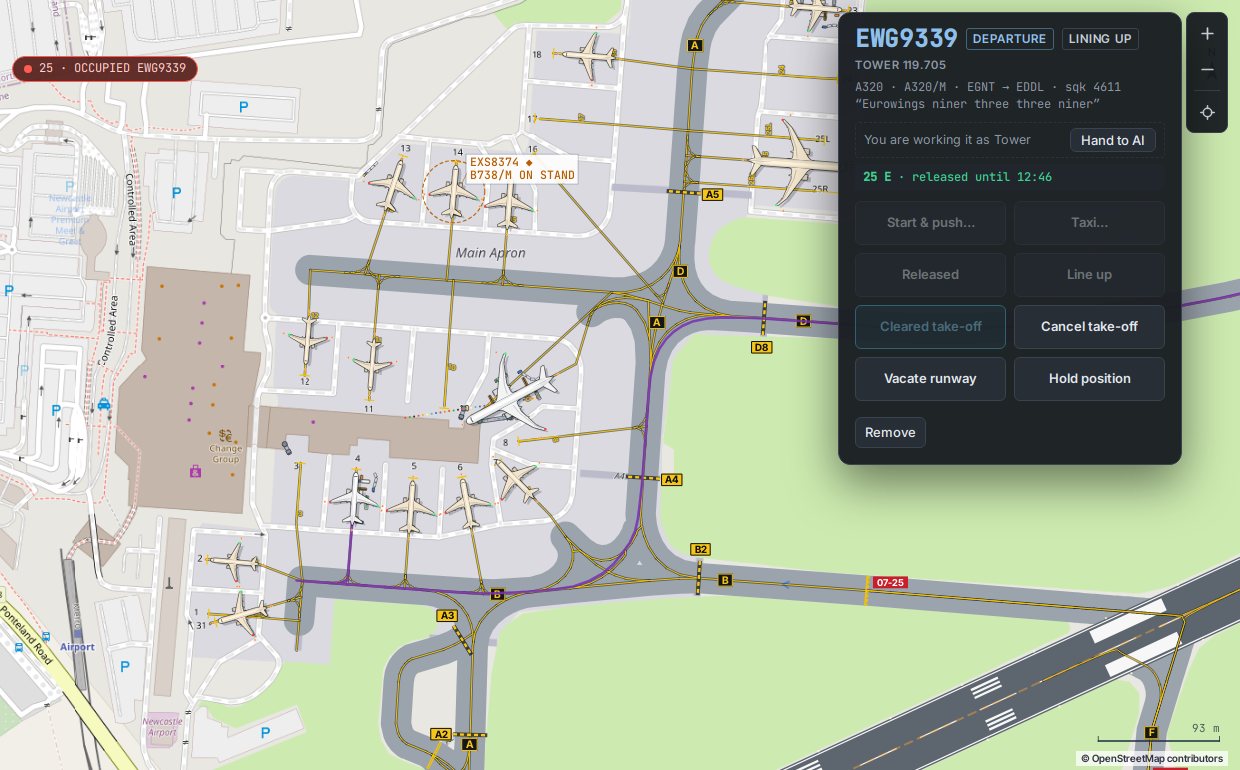 25 · OCCUPIED EWG9339
EWG9339
DEPARTURE
LINING UP
TOWER 119.705
A320 · A320/M · EGNT → EDDL · sqk 4611
“Eurowings niner three three niner”
You are working it as Tower
Hand to AI
25 E · released until 12:46
Start & push...
Taxi...
Released
Line up
Cleared take-off
Cancel take-off
Vacate runway
Hold position
Remove
+
−
EXS8374 ◆
B738/M ON STAND
Main Apron
18
17
16
14
13
12
11
8
7
6
5
4
3
2
1
31
23
25L
25R
A
A5
D
A
D
D8
A4
A4
B2
B
B
07-25
A3
A2
A
F
P
P
P
P
P
P
P
P
Newcastle
Airport
Premium
Meet &
Greet
Controlled Area
Controlled Area
Change
Group
Ponteland Road
Airport
Newcastle
Airport
93 m
© OpenStreetMap contributors